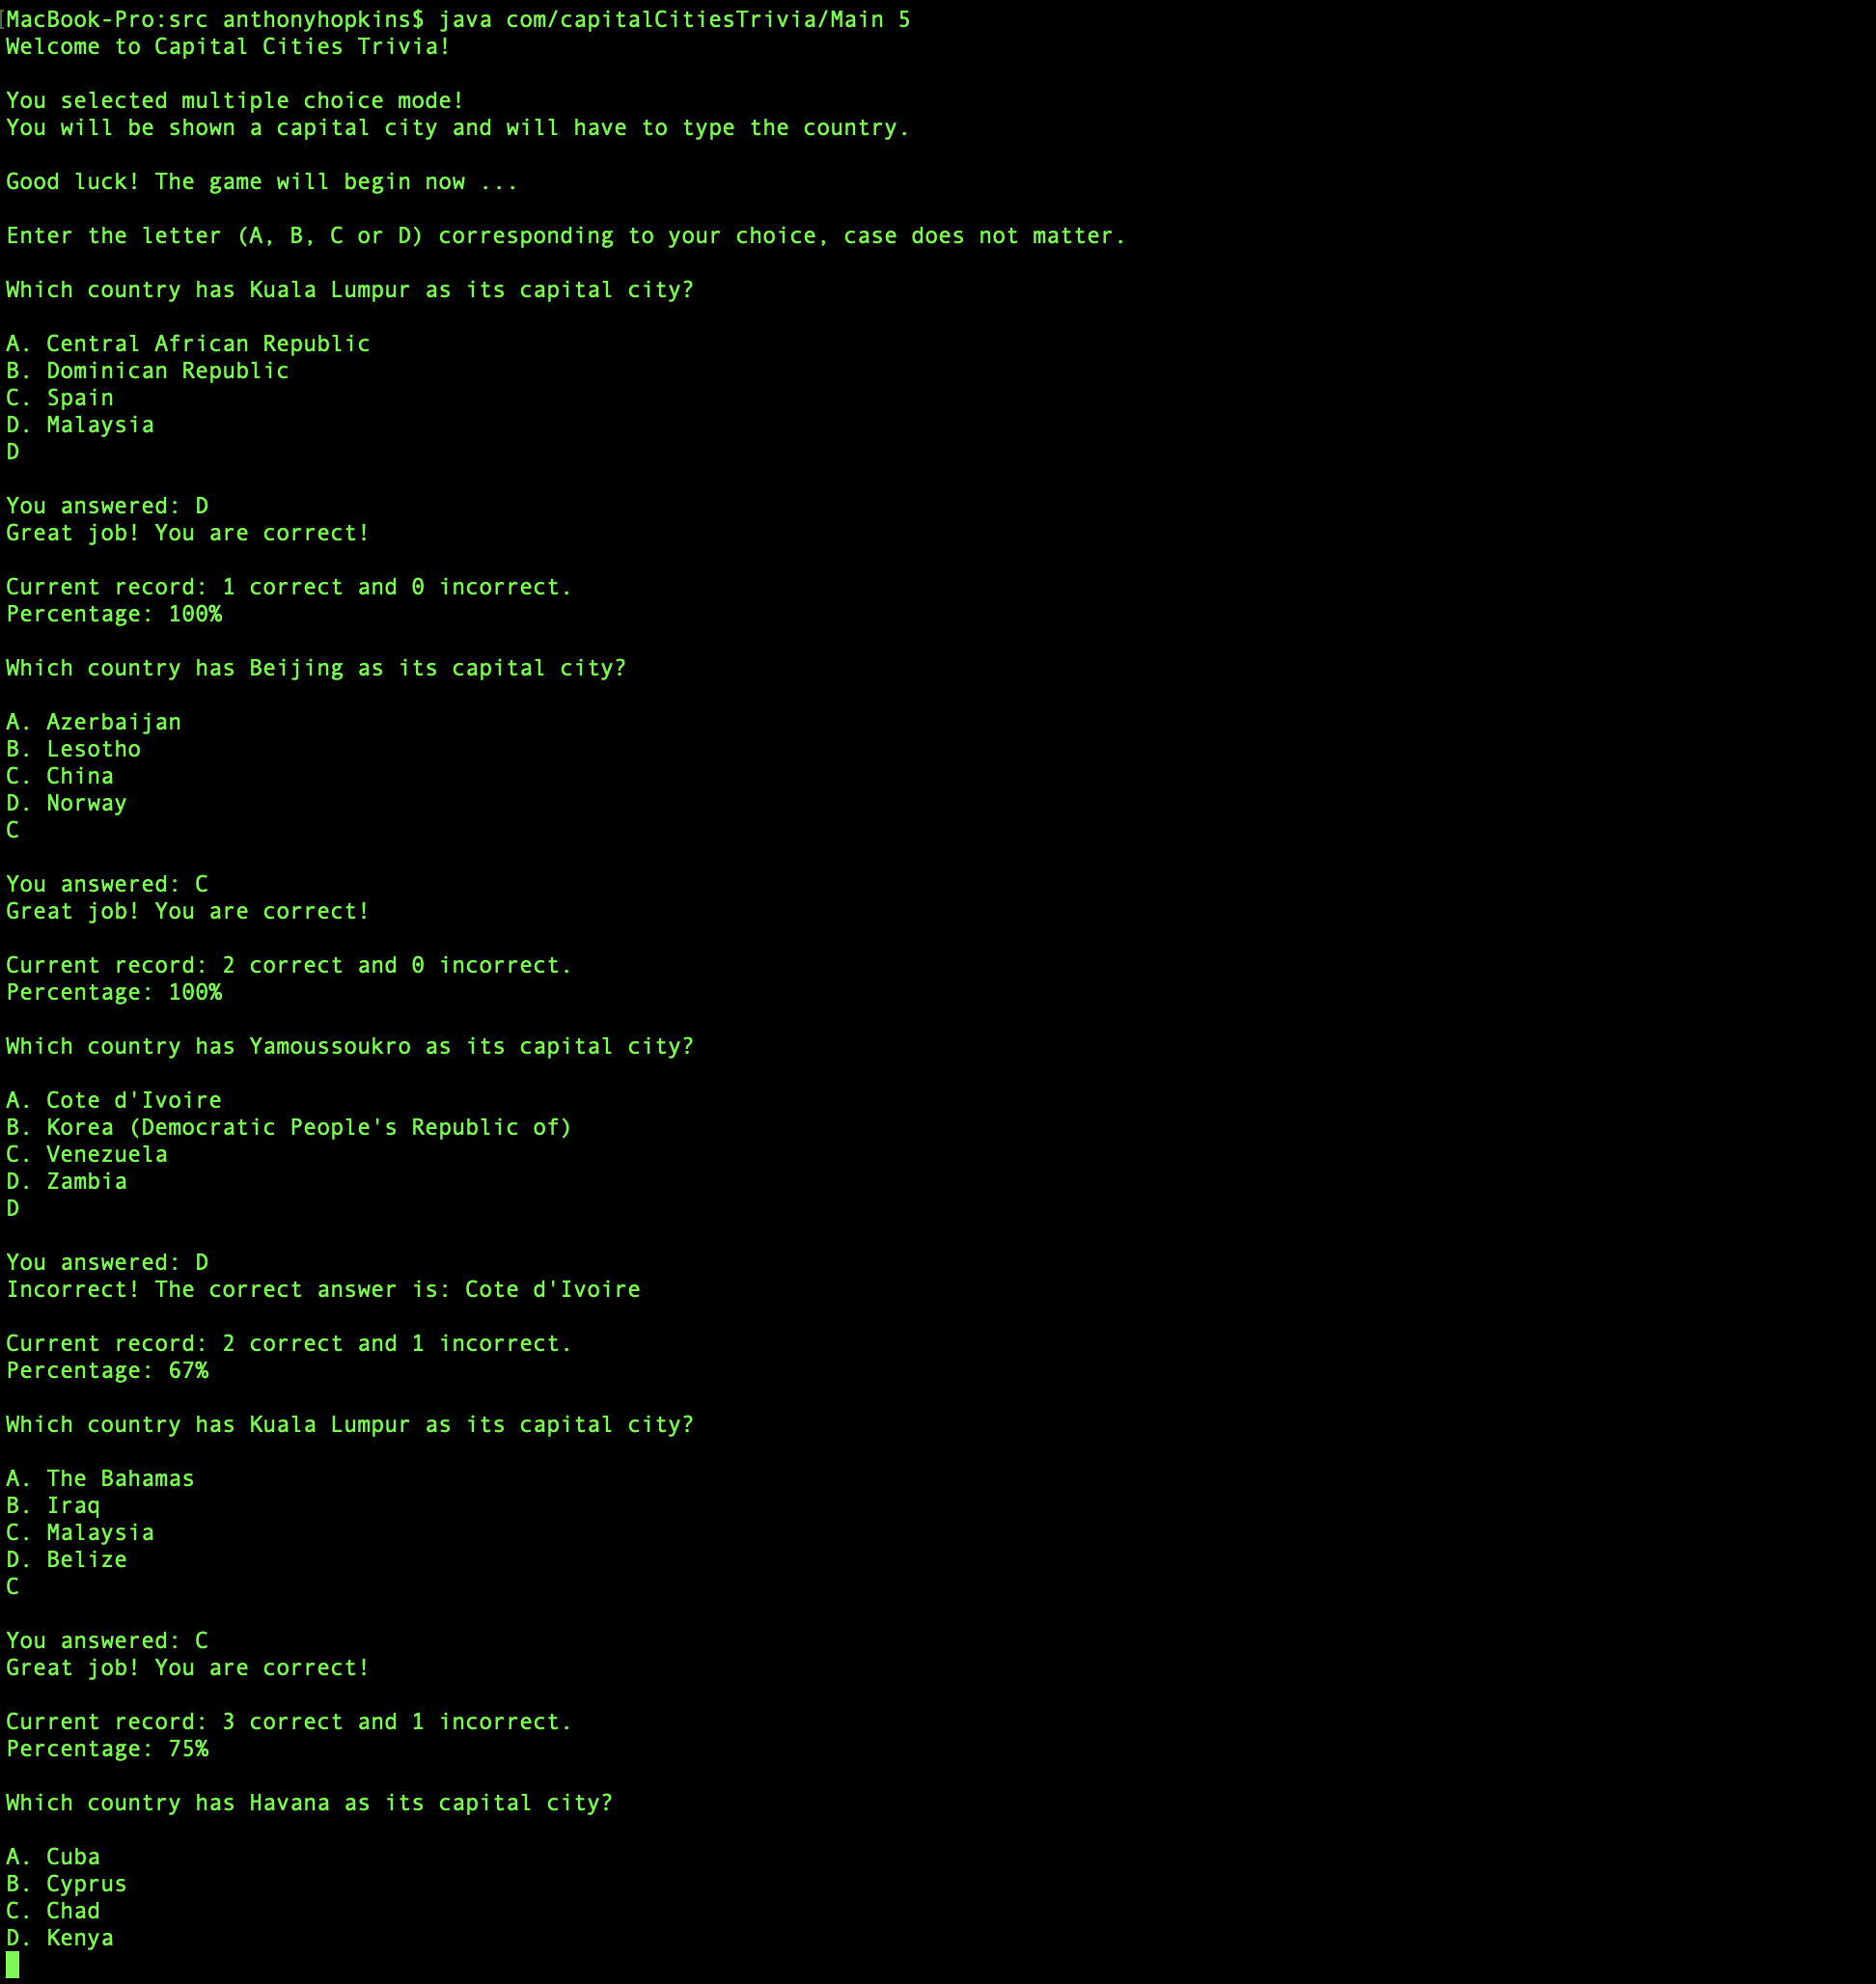 MacBook-Pro:src anthonyhopkins$ java com/capitalCitiesTrivia/Main 5
Welcome to Capital Cities Trivia!
You selected multiple choice mode!
You will be shown a capital city and will have to type the country.
Good luck! The game will begin now ...
Enter the letter (A, B, C or D) corresponding to your choice, case does not matter.
Which country has Kuala Lumpur as its capital city?
A. Central African Republic
B. Dominican Republic
C. Spain
D. Malaysia
D
You answered: D
Great job! You are correct!
Current record: 1 correct and 0 incorrect.
Percentage: 100%
Which country has Beijing as its capital city?
A. Azerbaijan
B. Lesotho
C. China
D. Norway
C
You answered: C
Great job! You are correct!
Current record: 2 correct and 0 incorrect.
Percentage: 100%
Which country has Yamoussoukro as its capital city?
A. Cote d'Ivoire
B. Korea (Democratic People's Republic of)
C. Venezuela
D. Zambia
D
You answered: D
Incorrect! The correct answer is: Cote d'Ivoire
Current record: 2 correct and 1 incorrect.
Percentage: 67%
Which country has Kuala Lumpur as its capital city?
A. The Bahamas
B. Iraq
C. Malaysia
D. Belize
C
You answered: C
Great job! You are correct!
Current record: 3 correct and 1 incorrect.
Percentage: 75%
Which country has Havana as its capital city?
A. Cuba
B. Cyprus
C. Chad
D. Kenya